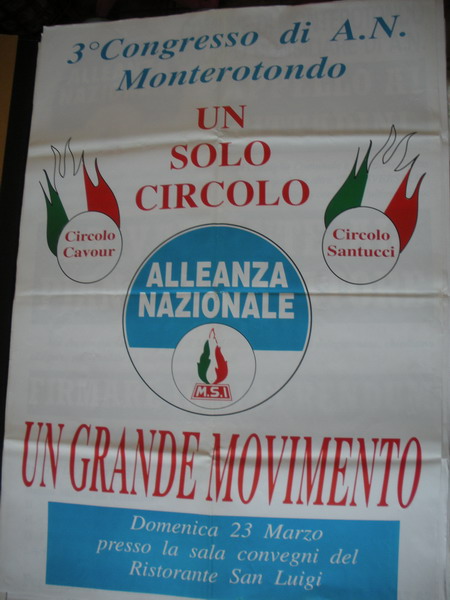 3°Congresso di A.N.
Monterotondo
UN
SOLO
CIRCOLO
Circolo
Cavour
Circolo
Santucci
ALLEANZA
NAZIONALE
M.S.I
UN GRANDE MOVIMENTO
Domenica 23 Marzo
presso la sala convegni del
Ristorante San Luigi